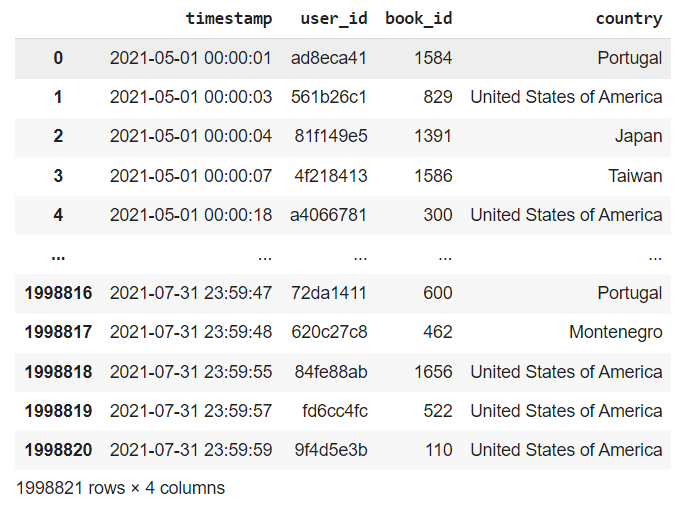 timestamp user_id book_id country
0 2021-05-01 00:00:01 ad8eca41 1584 Portugal
1 2021-05-01 00:00:03 561b26c1 829 United States of America
2 2021-05-01 00:00:04 81f149e5 1391 Japan
3 2021-05-01 00:00:07 4f218413 1586 Taiwan
4 2021-05-01 00:00:18 a4066781 300 United States of America
... ... ... ... ...
1998816 2021-07-31 23:59:47 72da1411 600 Portugal
1998817 2021-07-31 23:59:48 620c27c8 462 Montenegro
1998818 2021-07-31 23:59:55 84fe88ab 1656 United States of America
1998819 2021-07-31 23:59:57 fd6cc4fc 522 United States of America
1998820 2021-07-31 23:59:59 9f4d5e3b 110 United States of America
1998821 rows × 4 columns